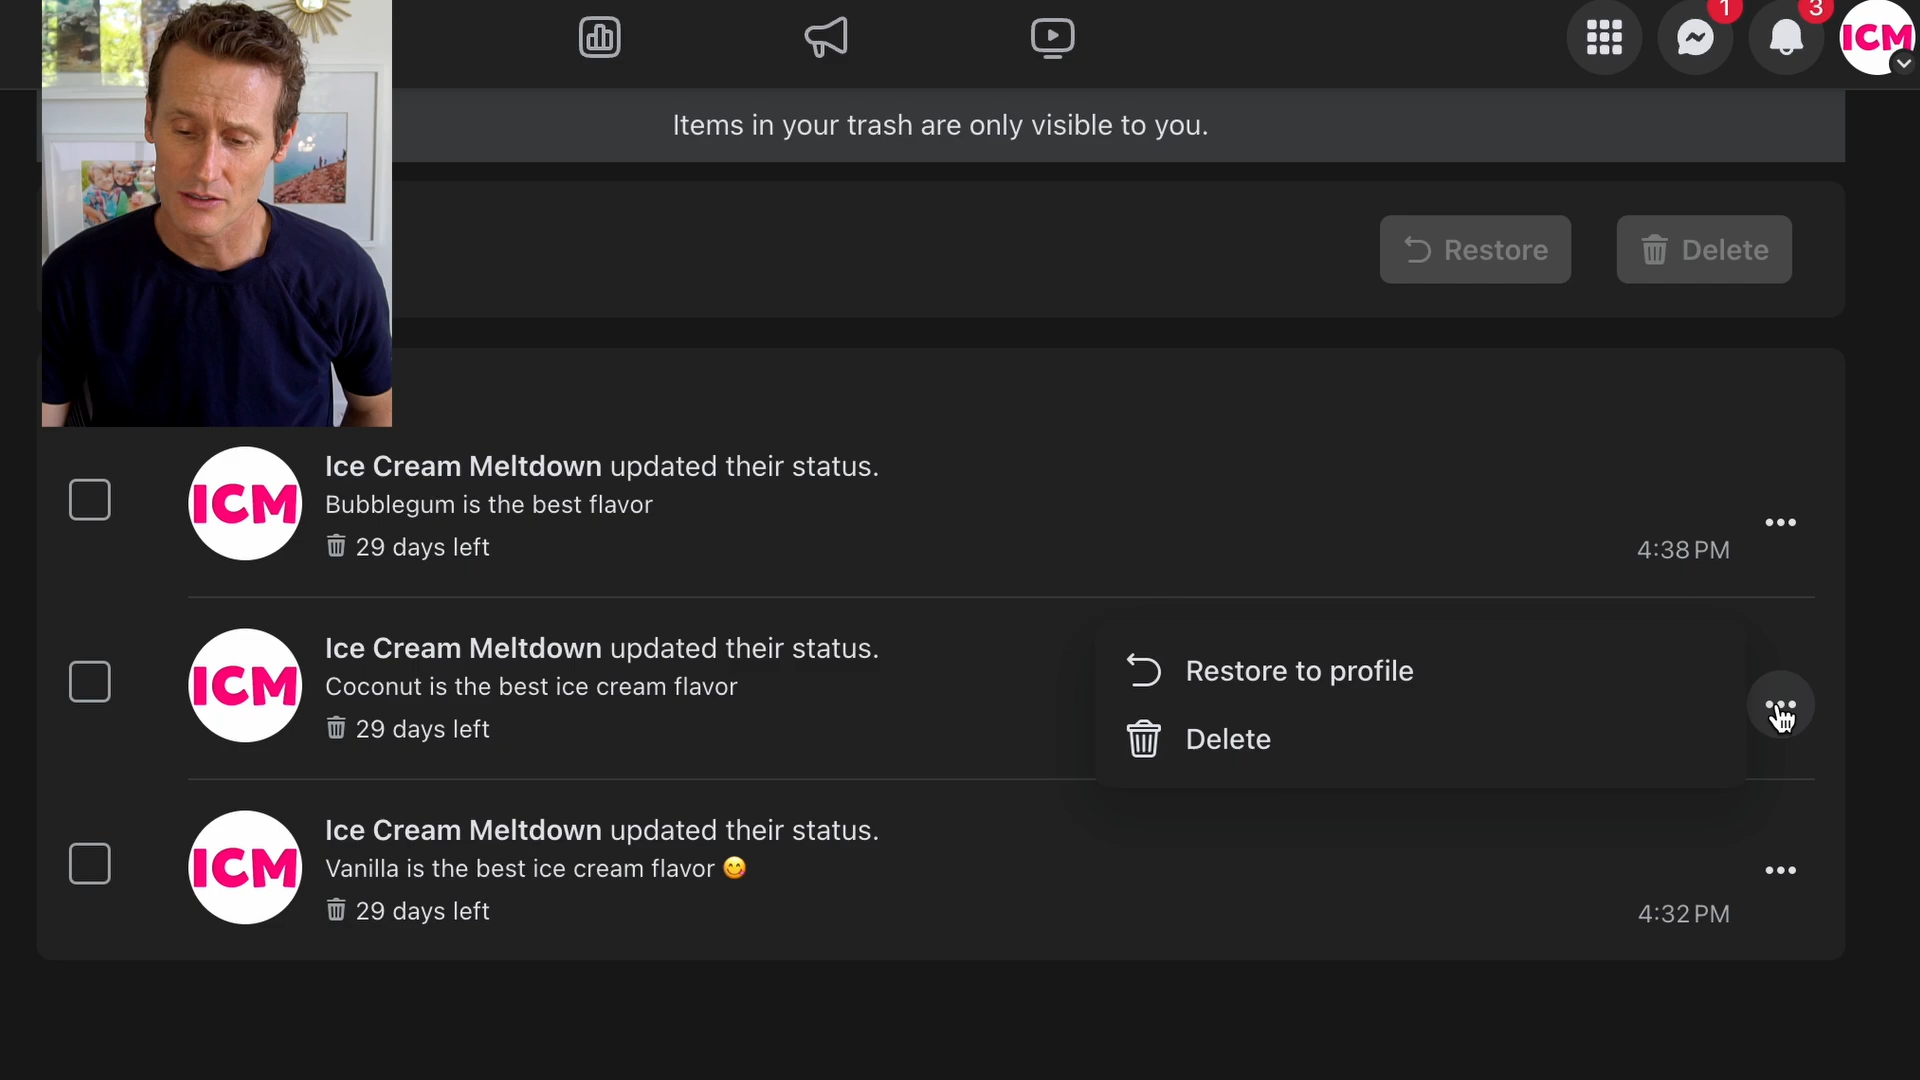 1
3
ICM
Items in your trash are only visible to you.
Restore
Delete
ICM
Ice Cream Meltdown updated their status.
Bubblegum is the best flavor
29 days left
4:38 PM
ICM
Ice Cream Meltdown updated their status.
Coconut is the best ice cream flavor
29 days left
Restore to profile
Delete
ICM
Ice Cream Meltdown updated their status.
Vanilla is the best ice cream flavor 😋
29 days left
4:32 PM